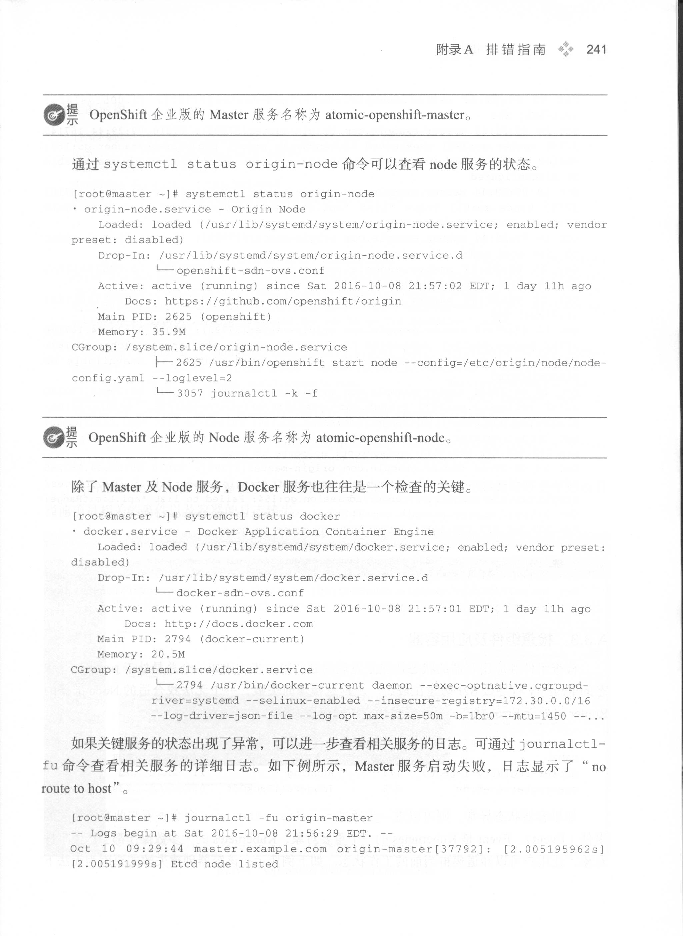 附录A 排错指南 241
提示 OpenShift 企业版的 Master 服务名称为 atomic-openshift-master。
通过 systemctl status origin-node 命令可以查看 node 服务的状态。
[root@master ~]# systemctl status origin-node
· origin-node.service - Origin Node
Loaded: loaded (/usr/lib/systemd/system/origin-node.service; enabled; vendor
preset: disabled)
Drop-In: /usr/lib/systemd/system/origin-node.service.d
└─openshift-sdn-ovs.conf
Active: active (running) since Sat 2016-10-08 21:57:02 EDT; 1 day 11h ago
Docs: https://github.com/openshift/origin
Main PID: 2625 (openshift)
Memory: 35.9M
CGroup: /system.slice/origin-node.service
├─2625 /usr/bin/openshift start node --config=/etc/origin/node/node-
config.yaml --loglevel=2
└─3057 journalctl -k -f
提示 OpenShift 企业版的 Node 服务名称为 atomic-openshift-node。
除了 Master 及 Node 服务，Docker 服务也往往是一个检查的关键。
[root@master ~]# systemctl status docker
· docker.service - Docker Application Container Engine
Loaded: loaded (/usr/lib/systemd/system/docker.service; enabled; vendor preset:
disabled)
Drop-In: /usr/lib/systemd/system/docker.service.d
└─docker-sdn-ovs.conf
Active: active (running) since Sat 2016-10-08 21:57:01 EDT; 1 day 11h ago
Docs: http://docs.docker.com
Main PID: 2794 (docker-current)
Memory: 20.5M
CGroup: /system.slice/docker.service
└─2794 /usr/bin/docker-current daemon --exec-optnative.cgroupd-
river=systemd --selinux-enabled --insecure-registry=172.30.0.0/16
--log-driver=json-file --log-opt max-size=50m -b=lbr0 --mtu=1450 --...
如果关键服务的状态出现了异常，可以进一步查看相关服务的日志。可通过 journalctl-
fu 命令查看相关服务的详细日志。如下例所示，Master 服务启动失败，日志显示了“no
route to host”。
[root@master ~]# journalctl -fu origin-master
-- Logs begin at Sat 2016-10-08 21:56:29 EDT. --
Oct 10 09:29:44 master.example.com origin-master[37792]: [2.005195962s]
[2.005191999s] Etcd node listed